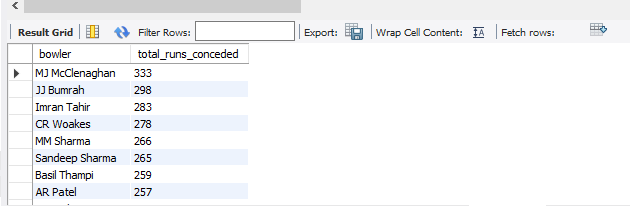 Result Grid Filter Rows: Export: Wrap Cell Content: IA Fetch rows:
bowler total_runs_conceded
MJ McClenaghan 333
JJ Bumrah 298
Imran Tahir 283
CR Woakes 278
MM Sharma 266
Sandeep Sharma 265
Basil Thampi 259
AR Patel 257